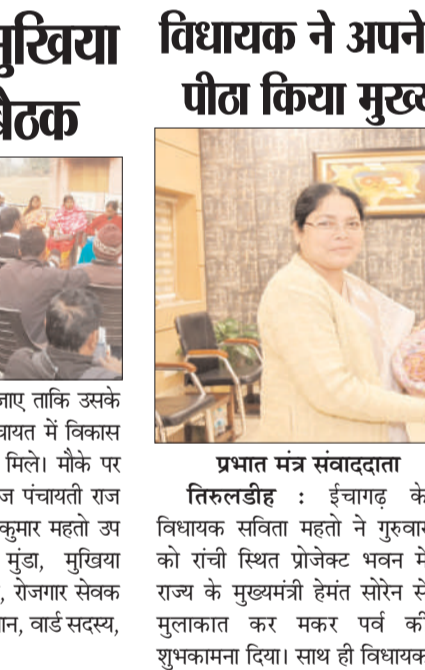 मुखिया
बैठक
जाए ताकि उसके
में विकास
मिले। मौके पर
पंचायती राज
कुमार महतो उप
मुंडा, मुखिया
रोजगार सेवक
वार्ड सदस्य,
विधायक ने अपने
पीठा किया मुख्य
प्रभात मंत्र संवाददाता
तिरुलडीह : ईचागढ़ के
विधायक सविता महतो ने गुरुवार
को रांची स्थित प्रोजेक्ट भवन में
राज्य के मुख्यमंत्री हेमंत सोरेन से
मुलाकात कर मकर पर्व की
शुभकामना दिया। साथ ही विधायक